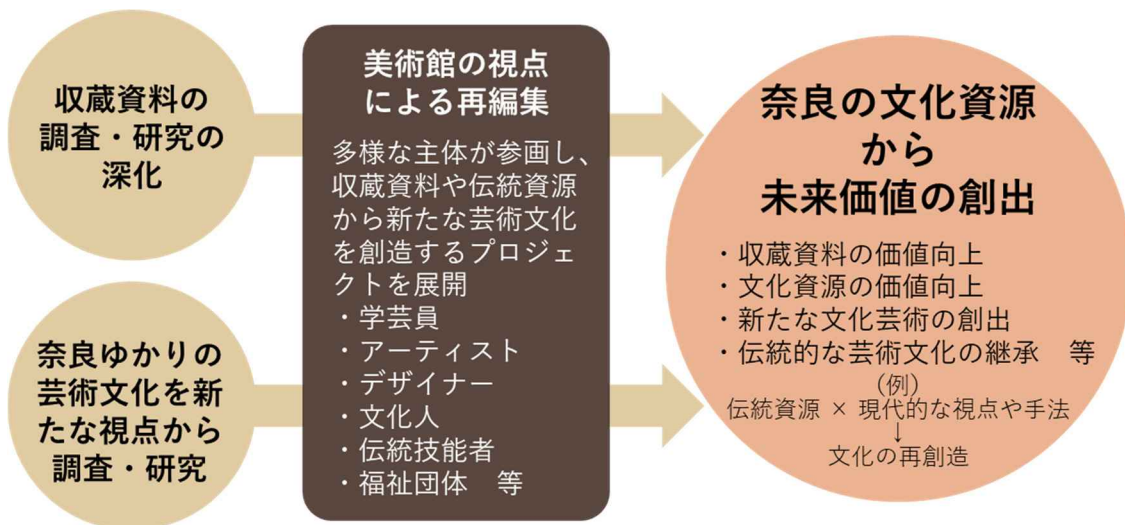 収蔵資料の
調査・研究の
深化
奈良ゆかりの
芸術文化を新
たな視点から
調査・研究
美術館の視点
による再編集
多様な主体が参画し、
収蔵資料や伝統資源
から新たな芸術文化
を創造するプロジェ
クトを展開
・学芸員
・アーティスト
・デザイナー
・文化人
・伝統技能者
・福祉団体　等
奈良の文化資源
から
未来価値の創出
・収蔵資料の価値向上
・文化資源の価値向上
・新たな文化芸術の創出
・伝統的な芸術文化の継承　等
（例）
伝統資源 × 現代的な視点や手法
↓
文化の再創造